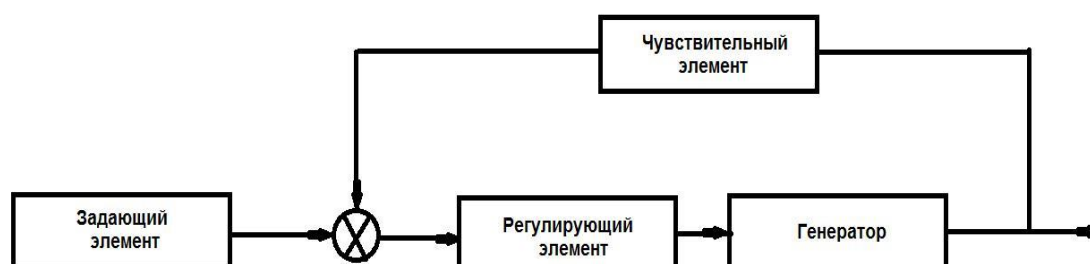 Чувствительный
элемент
Задающий
элемент
Регулирующий
элемент
Генератор